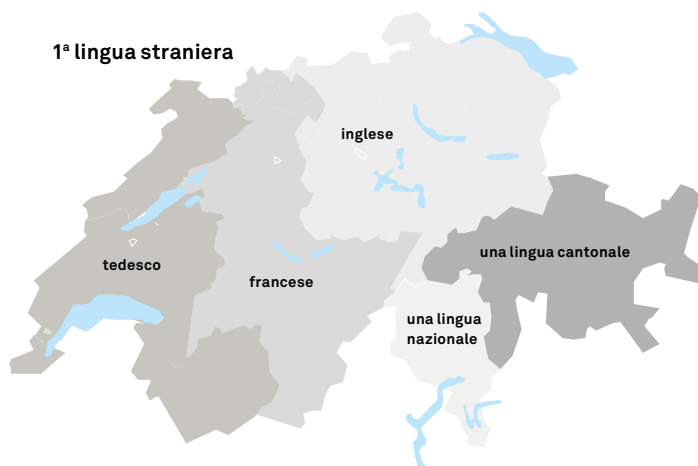 1ª lingua straniera
inglese
una lingua cantonale
tedesco
francese
una lingua
nazionale